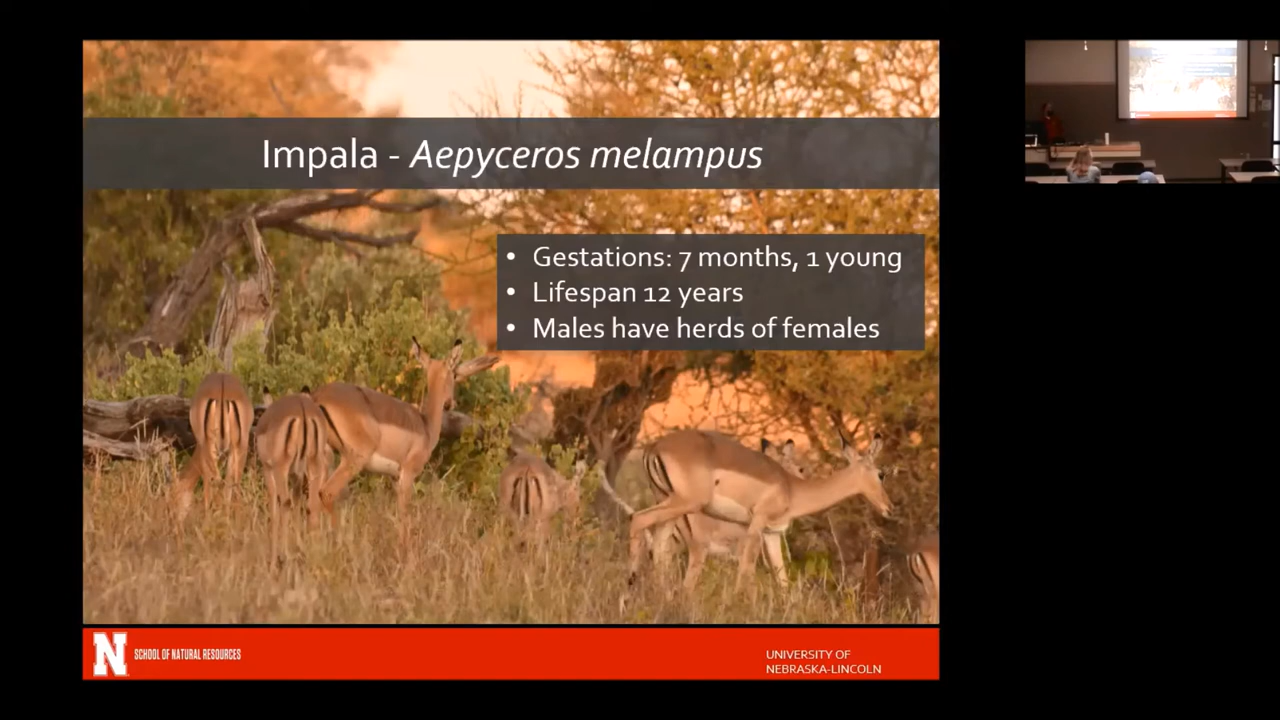 Impala - Aepyceros melampus
• Gestations: 7 months, 1 young
• Lifespan 12 years
• Males have herds of females
N
SCHOOL OF NATURAL RESOURCES
UNIVERSITY OF
NEBRASKA-LINCOLN